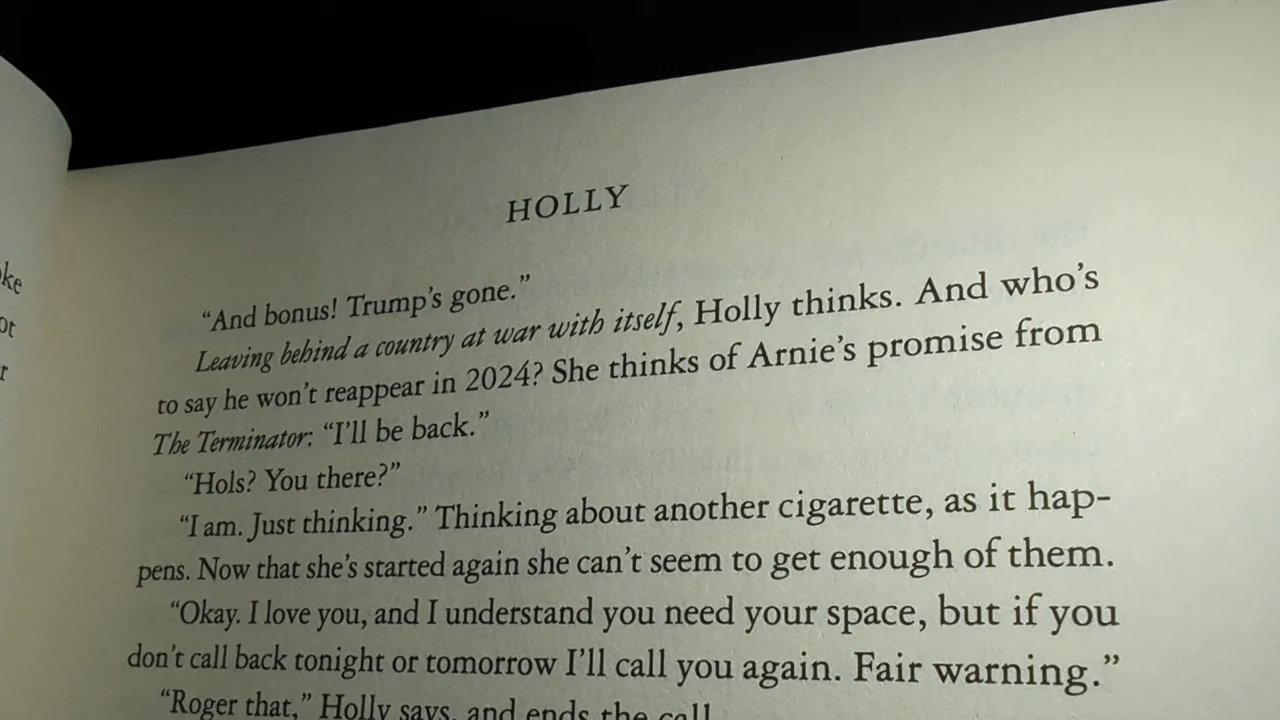 HOLLY
"And bonus! Trump's gone."
Leaving behind a country at war with itself, Holly thinks. And who's
to say he won't reappear in 2024? She thinks of Arnie's promise from
The Terminator: "I'll be back."
"Hols? You there?"
"I am. Just thinking." Thinking about another cigarette, as it hap-
pens. Now that she's started again she can't seem to get enough of them.
"Okay. I love you, and I understand you need your space, but if you
don't call back tonight or tomorrow I'll call you again. Fair warning."
"Roger that," Holly says, and ends the call.